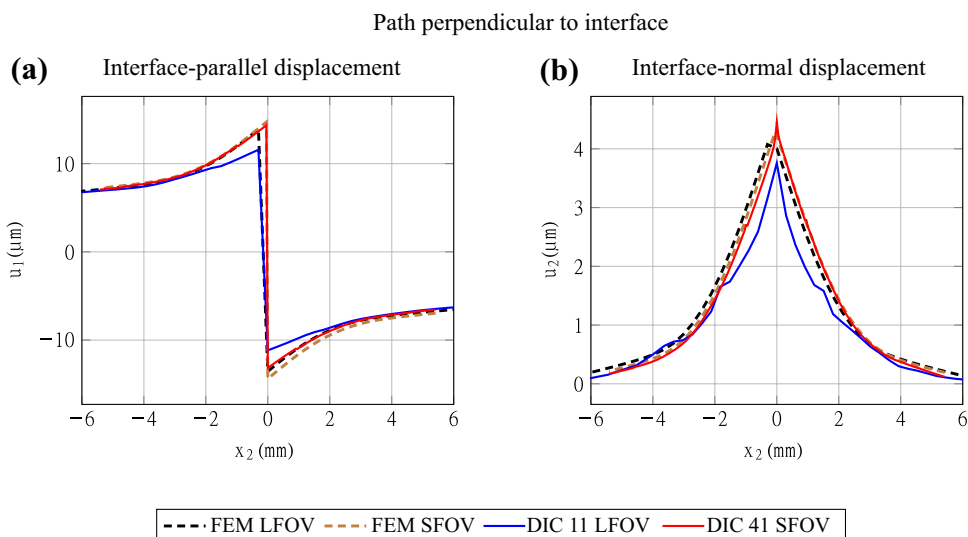 Path perpendicular to interface
(a) Interface-parallel displacement
10
0
−10
u₁(μm)
−6 −4 −2 0 2 4 6
x₂(mm)
(b) Interface-normal displacement
4
3
2
1
0
u₂(μm)
−6 −4 −2 0 2 4 6
x₂(mm)
FEM LFOV FEM SFOV DIC 11 LFOV DIC 41 SFOV